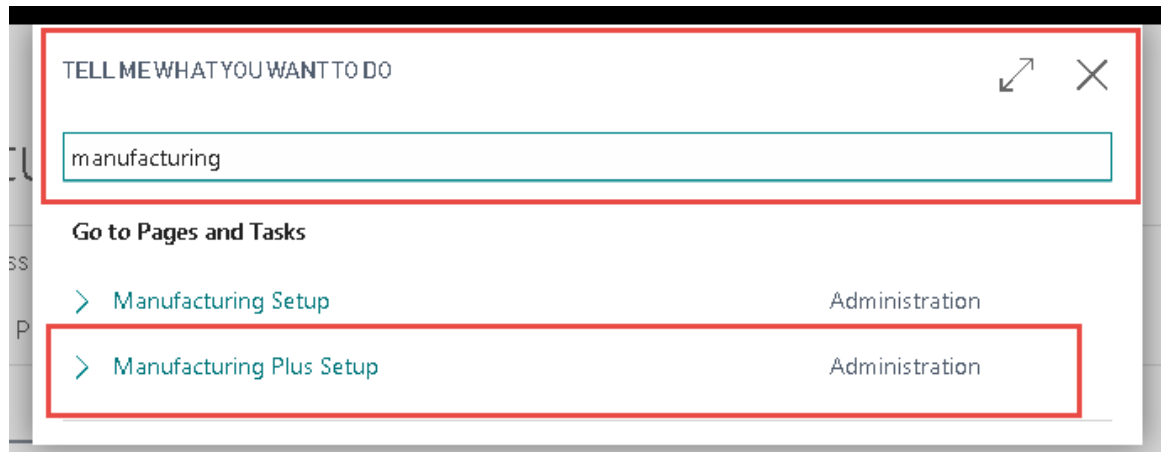 TELL ME WHAT YOU WANT TO DO
manufacturing
Go to Pages and Tasks
ss
Manufacturing Setup Administration
P
Manufacturing Plus Setup Administration